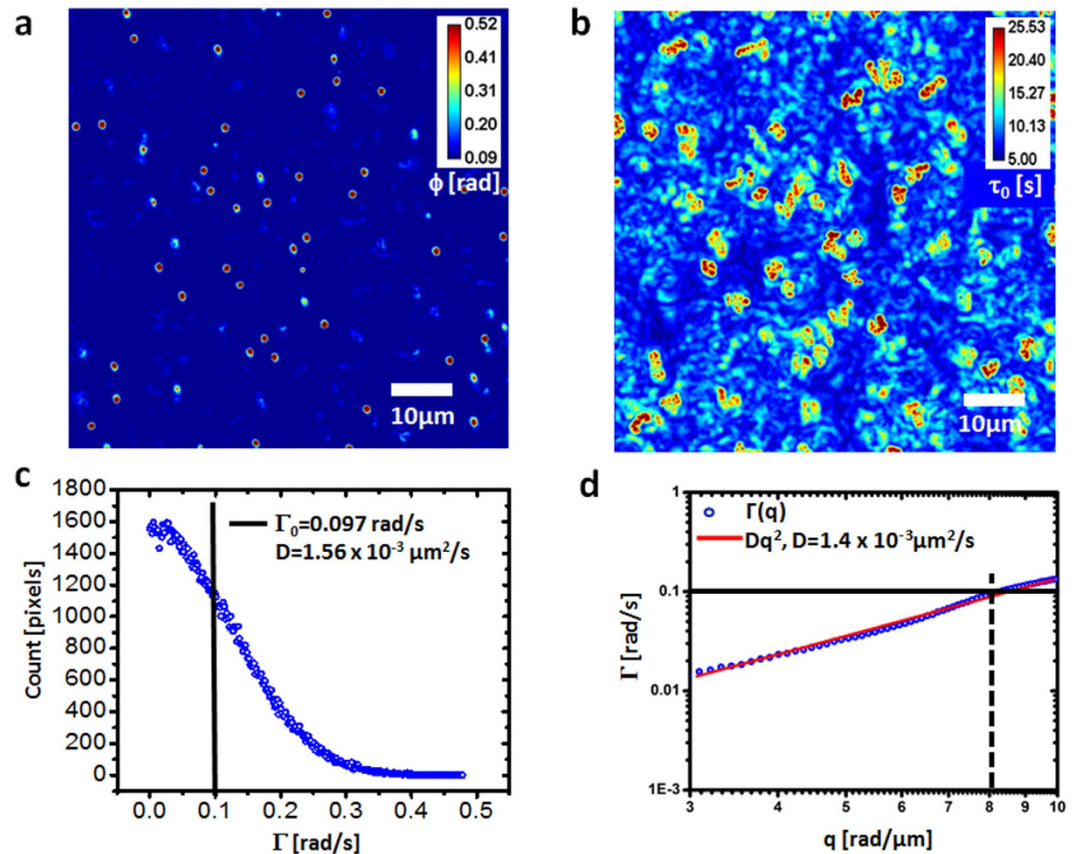 a
0.52
0.41
0.30
0.20
0.09
ϕ [rad]
10μm
b
25.53
20.40
15.27
10.13
5.00
τ₀ [s]
10μm
c
1800
1600
1400
1200
1000
800
600
400
200
0
Count [pixels]
Γ₀=0.097 rad/s
D=1.56 x 10⁻³ μm²/s
0.0 0.1 0.2 0.3 0.4 0.5
Γ [rad/s]
d
1
0.1
0.01
1E-3
Γ [rad/s]
Γ(q)
Dq², D=1.4 x 10⁻³μm²/s
3 4 5 6 7 8 9 10
q [rad/μm]